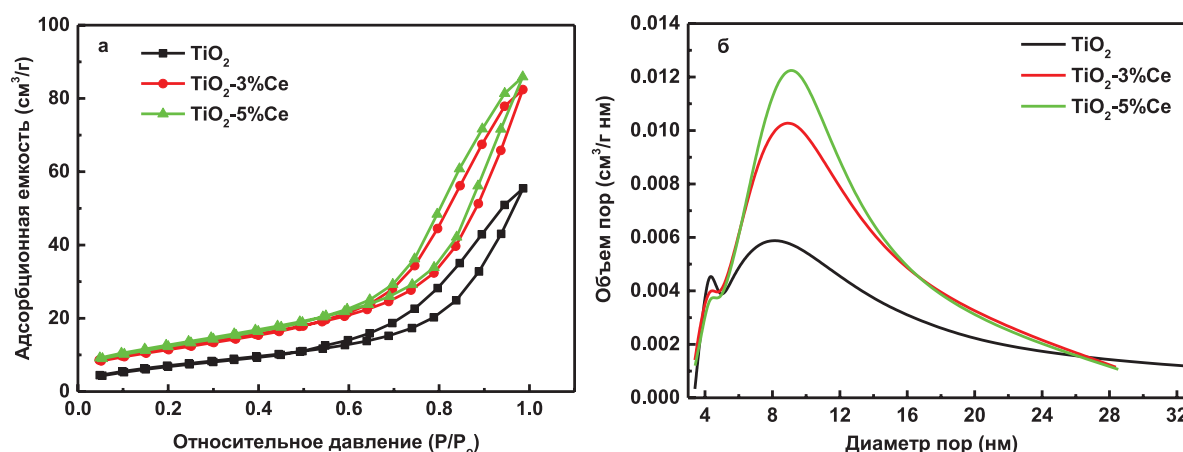 а
TiO₂
TiO₂-3%Ce
TiO₂-5%Ce
Адсорбционная емкость (см³/г)
100
80
60
40
20
0
0.0 0.2 0.4 0.6 0.8 1.0
Относительное давление (P/P₀)
б
TiO₂
TiO₂-3%Ce
TiO₂-5%Ce
Объем пор (см³/г нм)
0.014
0.012
0.010
0.008
0.006
0.004
0.002
0.000
4 8 12 16 20 24 28 32
Диаметр пор (нм)